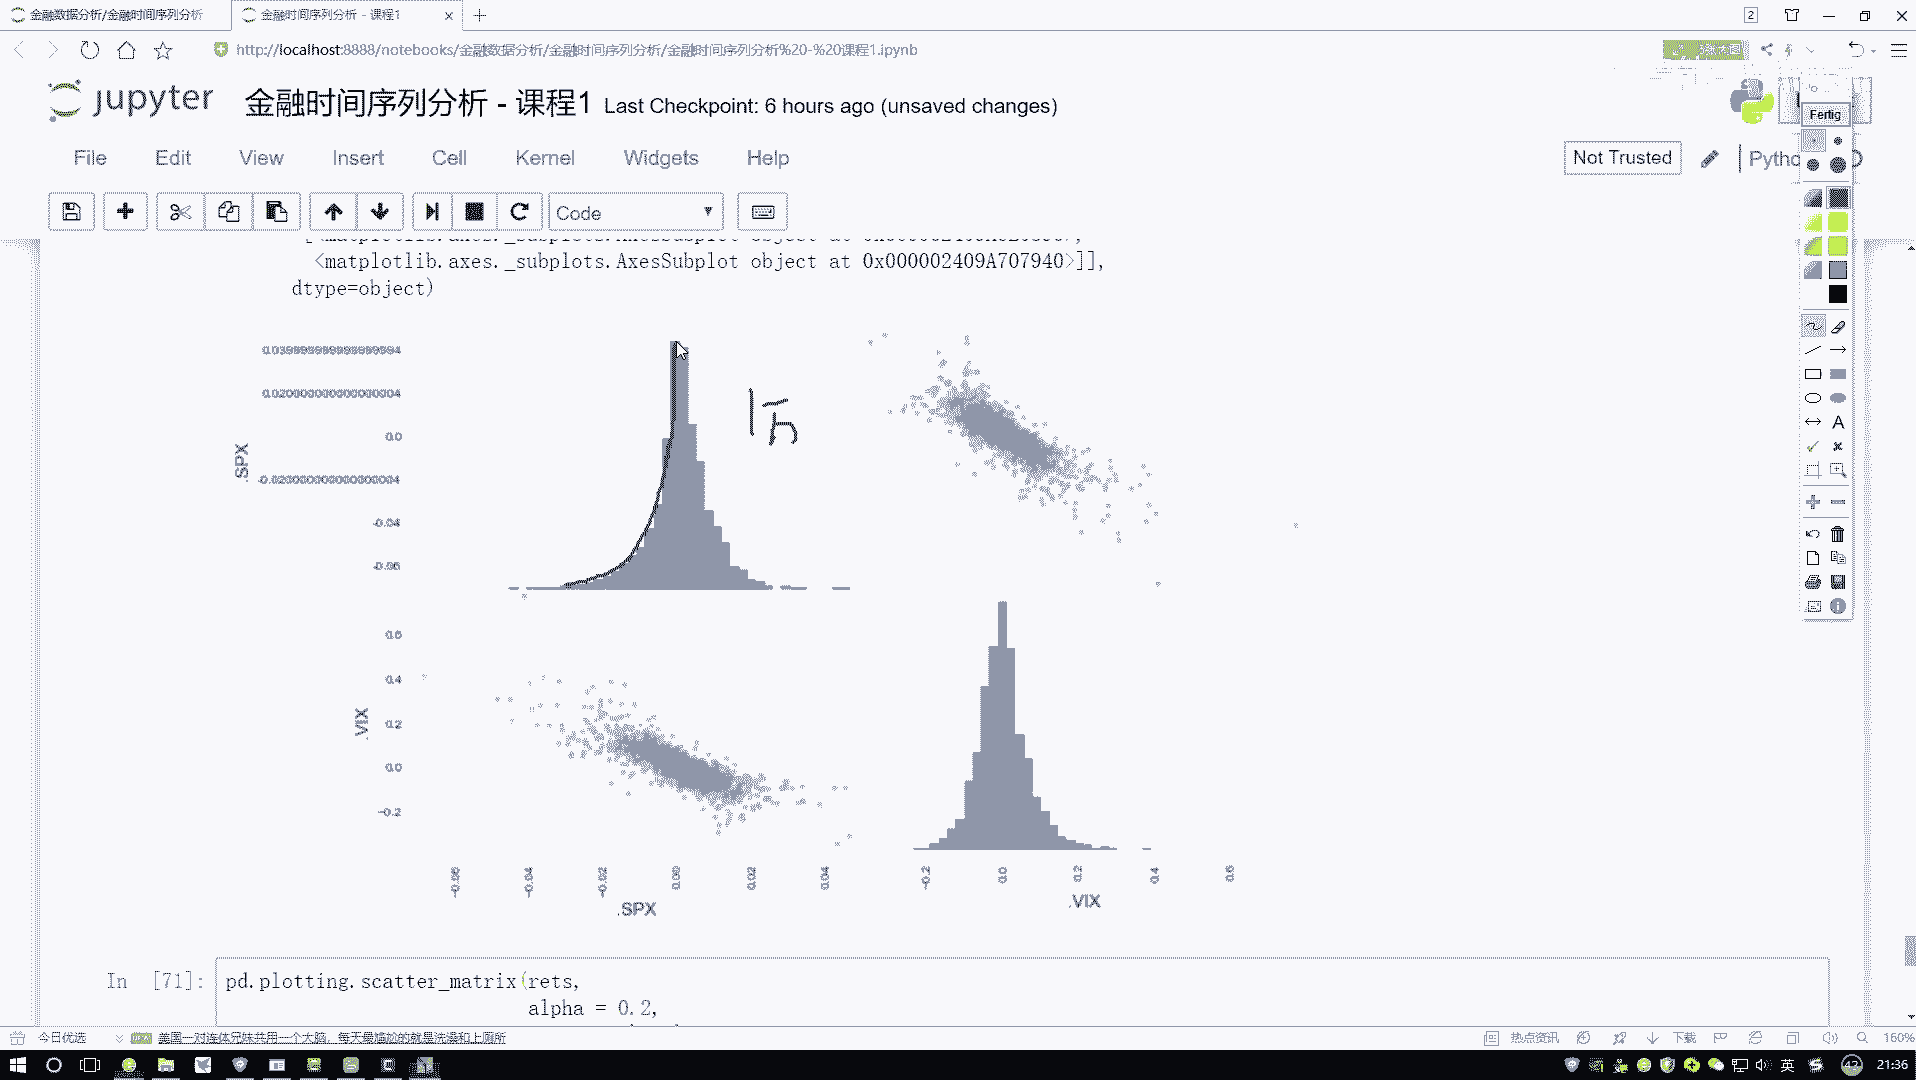 金融数据分析/金融时间序列分析
金融时间序列分析 - 课程1
2
http://localhost:8888/notebooks/金融数据分析/金融时间序列分析/金融时间序列分析%20-%20课程1.ipynb
jupyter 金融时间序列分析 - 课程1 Last Checkpoint: 6 hours ago (unsaved changes)
Fertig
File Edit View Insert Cell Kernel Widgets Help
Not Trusted
Code
<matplotlib.axes._subplots.AxesSubplot object at 0x000002409A707940>]],
dtype=object)
0.0
-0.04
-0.06
.SPX
0.6
0.4
0.2
0.0
-0.2
.VIX
-0.06 -0.04 -0.02 0.00 0.02 0.04
-0.2 0.0 0.2 0.4 0.6
.SPX
.VIX
In [71]: pd.plotting.scatter_matrix(rets,
alpha = 0.2,
今日优选
美国一对连体兄妹共用一个大脑，每天最尴尬的就是洗澡和上厕所
热点资讯
下载
160%
英
42
21:36